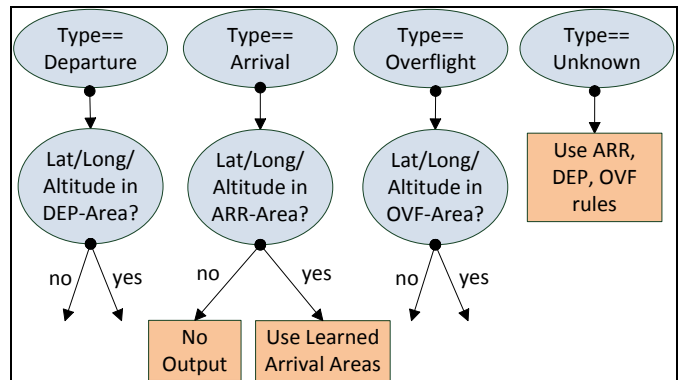 Type==
Departure
Type==
Arrival
Type==
Overflight
Type==
Unknown
Lat/Long/
Altitude in
DEP-Area?
Lat/Long/
Altitude in
ARR-Area?
Lat/Long/
Altitude in
OVF-Area?
Use ARR,
DEP, OVF
rules
no
yes
no
yes
no
yes
No
Output
Use Learned
Arrival Areas